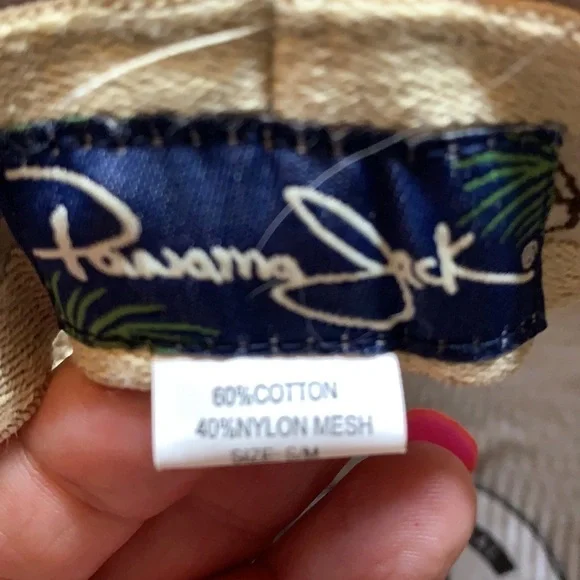 Panama Jack
®
60%COTTON
40%NYLON MESH
SIZE: S/M